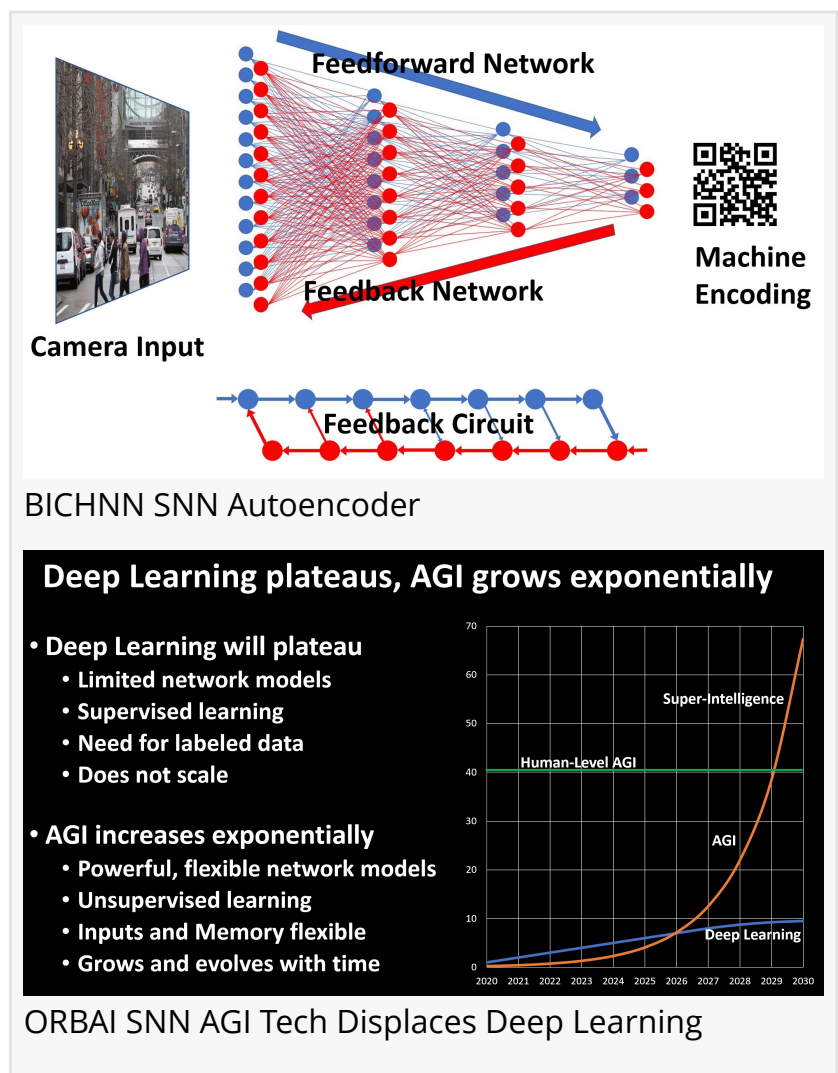 Feedforward Network
Feedback Network
Machine
Encoding
Camera Input
Feedback Circuit
BICHNN SNN Autoencoder
Deep Learning plateaus, AGI grows exponentially
• Deep Learning will plateau
• Limited network models
• Supervised learning
• Need for labeled data
• Does not scale
• AGI increases exponentially
• Powerful, flexible network models
• Unsupervised learning
• Inputs and Memory flexible
• Grows and evolves with time
70
60
Super-Intelligence
50
Human-Level AGI
40
30
AGI
20
10
Deep Learning
0
2020 2021 2022 2023 2024 2025 2026 2027 2028 2029 2030
ORBAI SNN AGI Tech Displaces Deep Learning